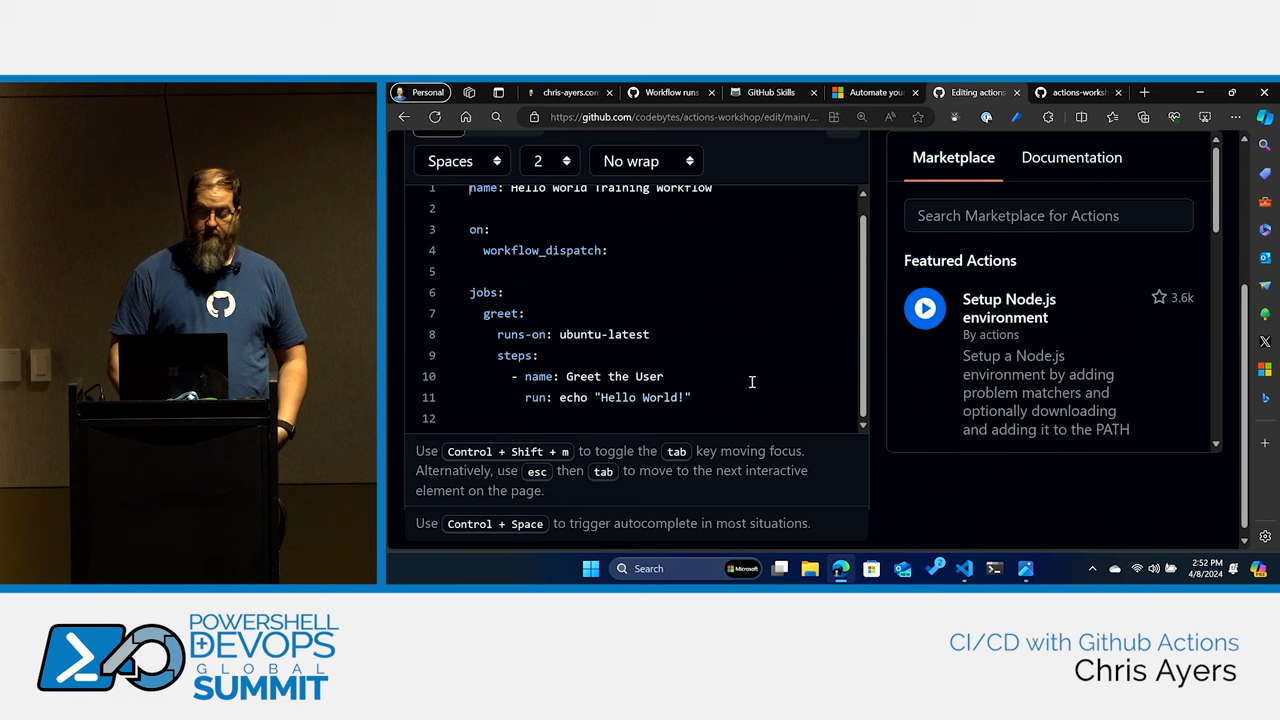 Personal
chris-ayers.com
Workflow runs
GitHub Skills
Automate your
Editing actions
actions-works
https://github.com/codebytes/actions-workshop/edit/main/...
Spaces
2
No wrap
Marketplace
Documentation
1 name: Hello World Training Workflow
2
3 on:
4 workflow_dispatch:
5
6 jobs:
7 greet:
8 runs-on: ubuntu-latest
9 steps:
10 - name: Greet the User
11 run: echo "Hello World!"
12
Search Marketplace for Actions
Featured Actions
Setup Node.js
environment
3.6k
By actions
Setup a Node.js
environment by adding
problem matchers and
optionally downloading
and adding it to the PATH
Use Control + Shift + m to toggle the tab key moving focus.
Alternatively, use esc then tab to move to the next interactive
element on the page.
Use Control + Space to trigger autocomplete in most situations.
Search
Microsoft
2:52 PM
4/8/2024
POWERSHELL
+DEVOPS
GLOBAL
SUMMIT
CI/CD with Github Actions
Chris Ayers